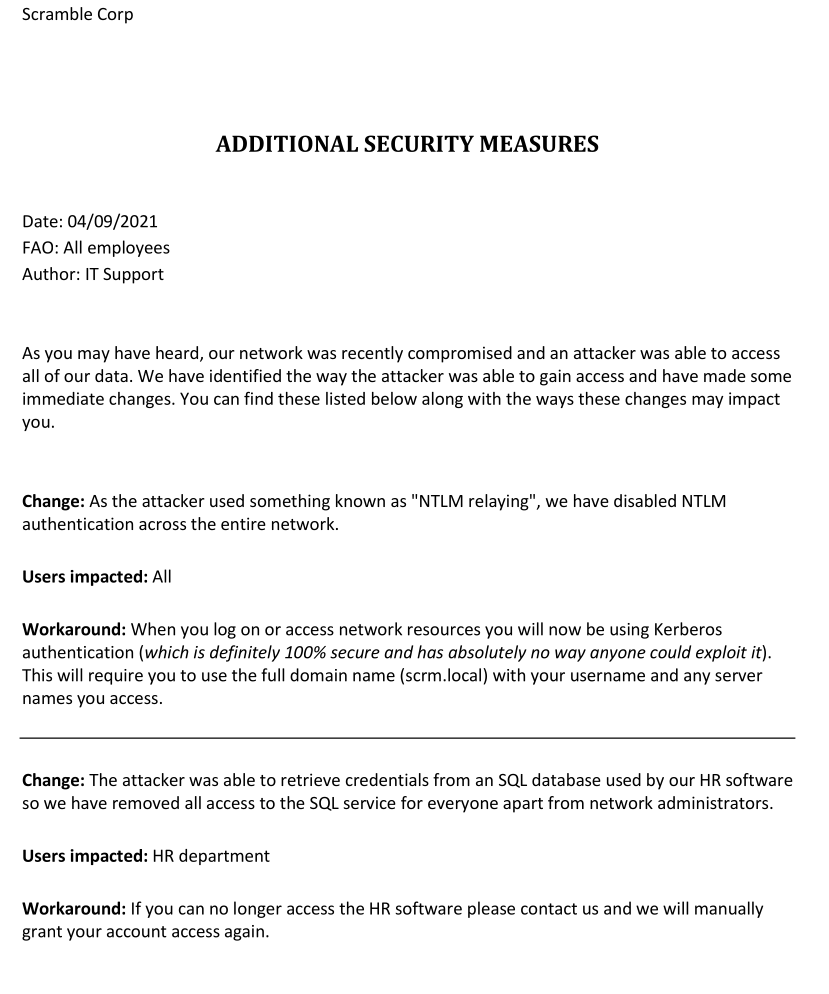 Scramble Corp
ADDITIONAL SECURITY MEASURES
Date: 04/09/2021
FAO: All employees
Author: IT Support
As you may have heard, our network was recently compromised and an attacker was able to access
all of our data. We have identified the way the attacker was able to gain access and have made some
immediate changes. You can find these listed below along with the ways these changes may impact
you.
Change: As the attacker used something known as "NTLM relaying", we have disabled NTLM
authentication across the entire network.
Users impacted: All
Workaround: When you log on or access network resources you will now be using Kerberos
authentication (which is definitely 100% secure and has absolutely no way anyone could exploit it).
This will require you to use the full domain name (scrm.local) with your username and any server
names you access.
Change: The attacker was able to retrieve credentials from an SQL database used by our HR software
so we have removed all access to the SQL service for everyone apart from network administrators.
Users impacted: HR department
Workaround: If you can no longer access the HR software please contact us and we will manually
grant your account access again.